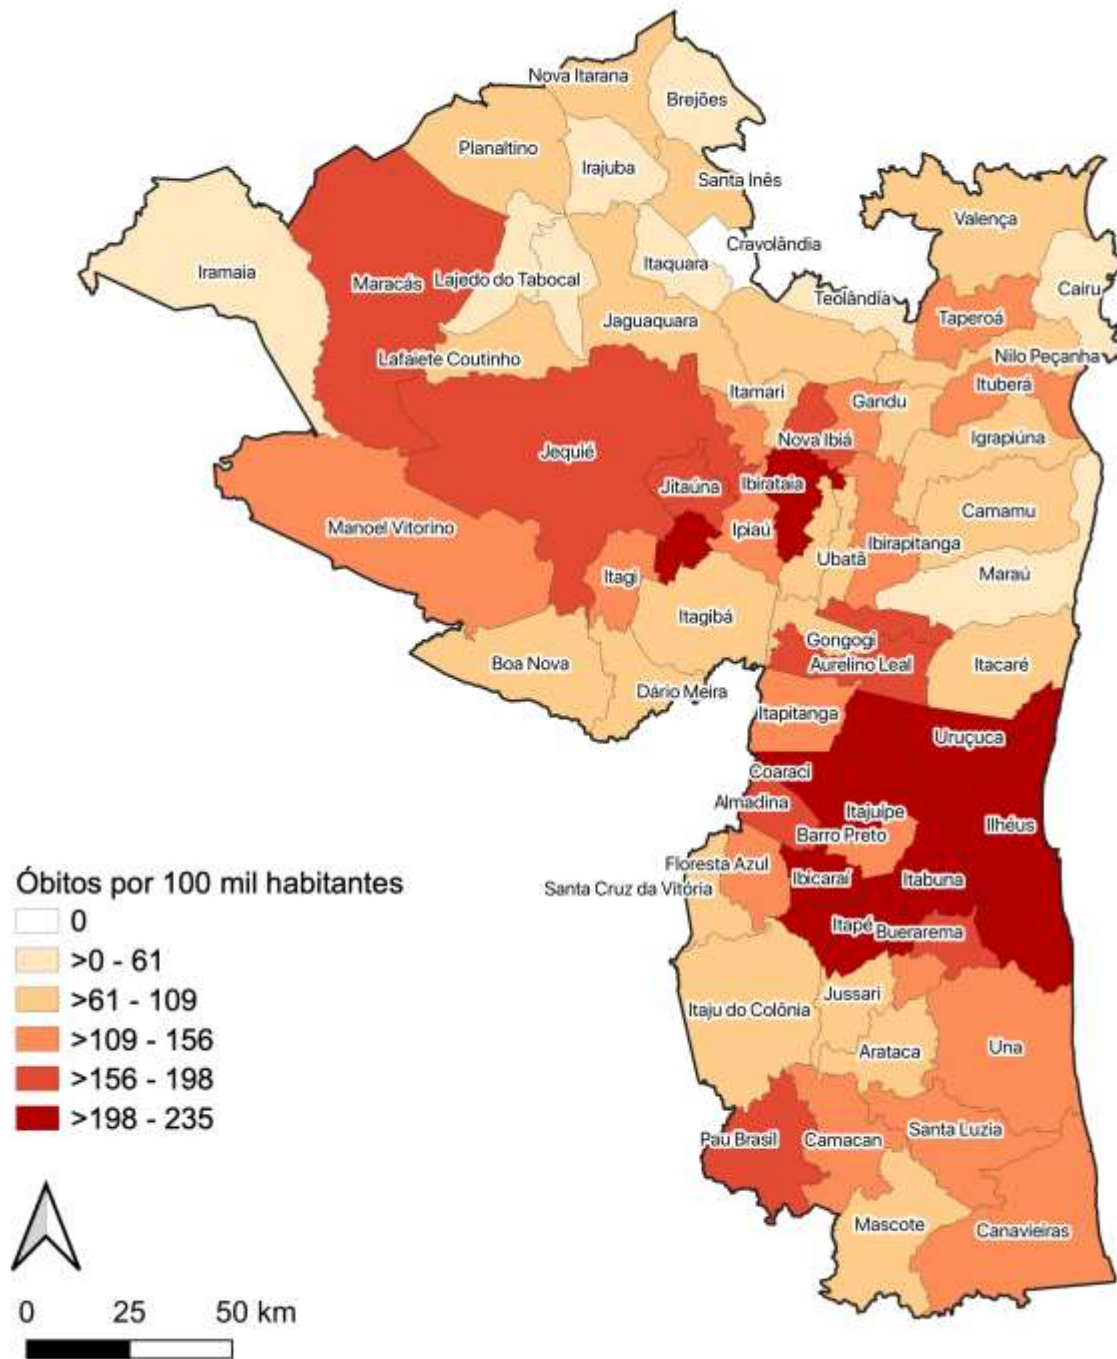 Nova Itarana
Brejões
Planaltino
Irajuba
Santa Inês
Valença
Cravolândia
Iramaia
Maracás
Lajedo do Tabocal
Itaquara
Teolândia
Cairu
Taperoá
Jaguaquara
Lafaiete Coutinho
Nilo Peçanha
Ituberá
Itamari
Gandu
Nova Ibiá
Igrapiúna
Jequié
Jitaúna
Ibirataia
Camamu
Manoel Vitorino
Ipiaú
Ibirapitanga
Ubatã
Itagi
Maraú
Itagibá
Gongogi
Boa Nova
Aurelino Leal
Itacaré
Dário Meira
Itapitanga
Uruçuca
Coaraci
Almadina
Itajuípe
Ilhéus
Barro Preto
Floresta Azul
Ibicaraí
Itabuna
Santa Cruz da Vitória
Itapé
Buerarema
Jussari
Itaju do Colônia
Arataca
Una
Pau Brasil
Camacan
Santa Luzia
Mascote
Canavieiras
Óbitos por 100 mil habitantes
0
>0 - 61
>61 - 109
>109 - 156
>156 - 198
>198 - 235
0 25 50 km